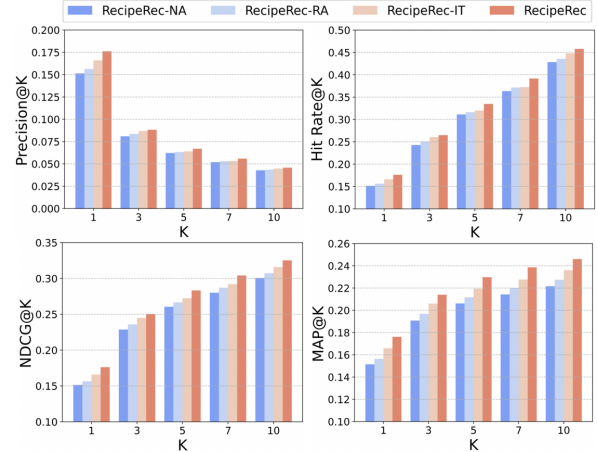 RecipeRec-NA RecipeRec-RA RecipeRec-IT RecipeRec
Precision@K
0.200
0.175
0.150
0.125
0.100
0.075
0.050
0.025
0.000
1 3 5 7 10
K
Hit Rate@K
0.50
0.45
0.40
0.35
0.30
0.25
0.20
0.15
0.10
1 3 5 7 10
K
NDCG@K
0.35
0.30
0.25
0.20
0.15
0.10
1 3 5 7 10
K
MAP@K
0.26
0.24
0.22
0.20
0.18
0.16
0.14
0.12
0.10
1 3 5 7 10
K